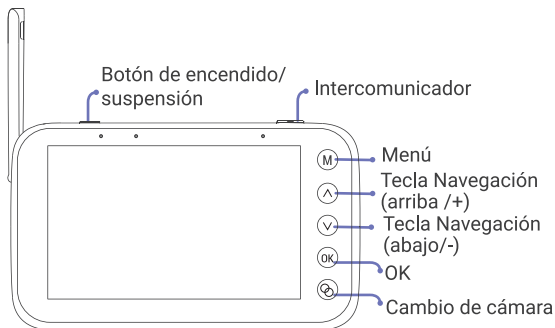 Botón de encendido/
suspensión
Intercomunicador
M
Menú
Tecla Navegación
(arriba /+)
Tecla Navegación
(abajo/-)
OK
OK
Cambio de cámara